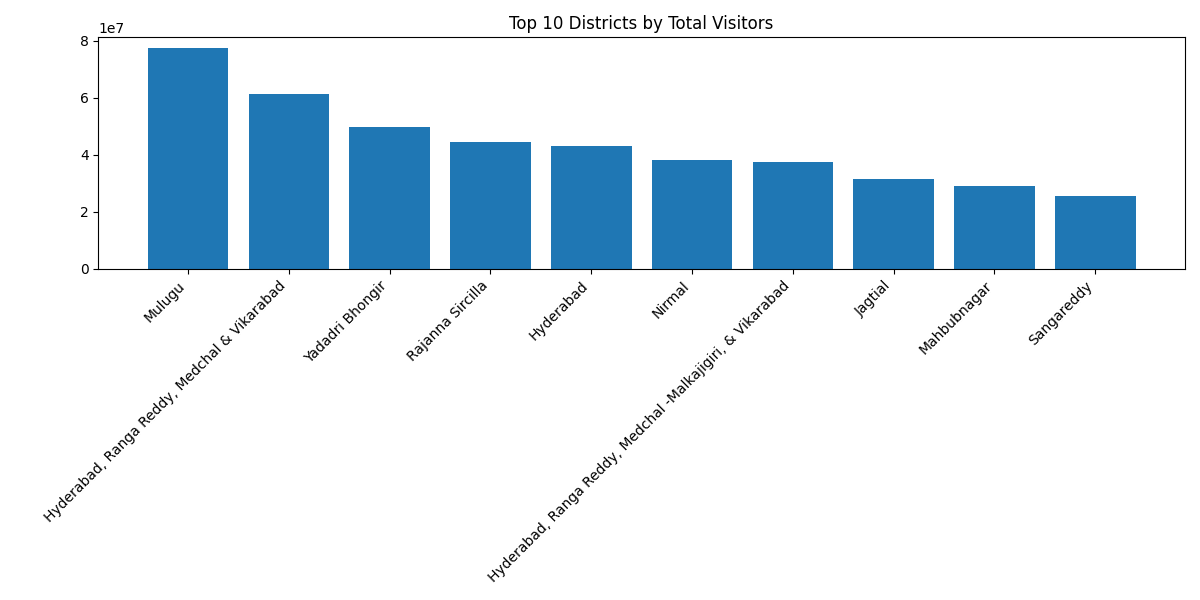 Top 10 Districts by Total Visitors
1e7
8
6
4
2
0
Mulugu
Hyderabad, Ranga Reddy, Medchal & Vikarabad
Yadadri Bhongir
Rajanna Sircilla
Hyderabad
Nirmal
Hyderabad, Ranga Reddy, Medchal -Malkajigiri, & Vikarabad
Jagtial
Mahbubnagar
Sangareddy